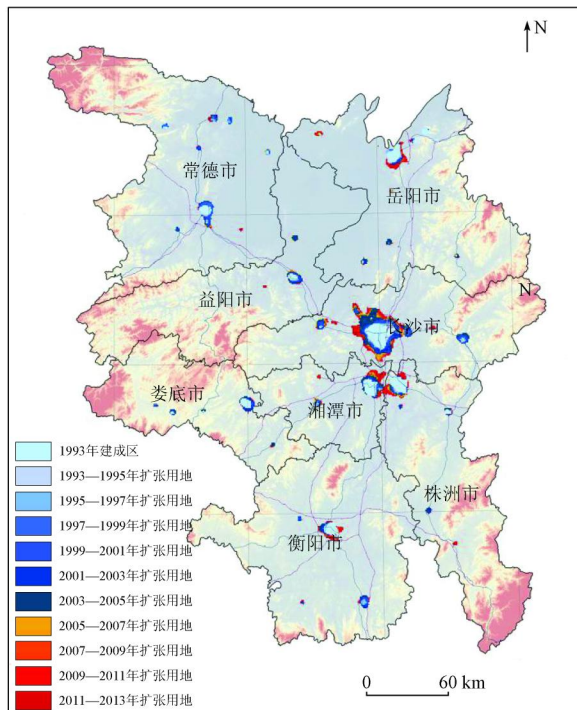 N
常德市
岳阳市
益阳市
N
长沙市
娄底市
湘潭市
株洲市
衡阳市
1993年建成区
1993—1995年扩张用地
1995—1997年扩张用地
1997—1999年扩张用地
1999—2001年扩张用地
2001—2003年扩张用地
2003—2005年扩张用地
2005—2007年扩张用地
2007—2009年扩张用地
2009—2011年扩张用地
2011—2013年扩张用地
0 60 km